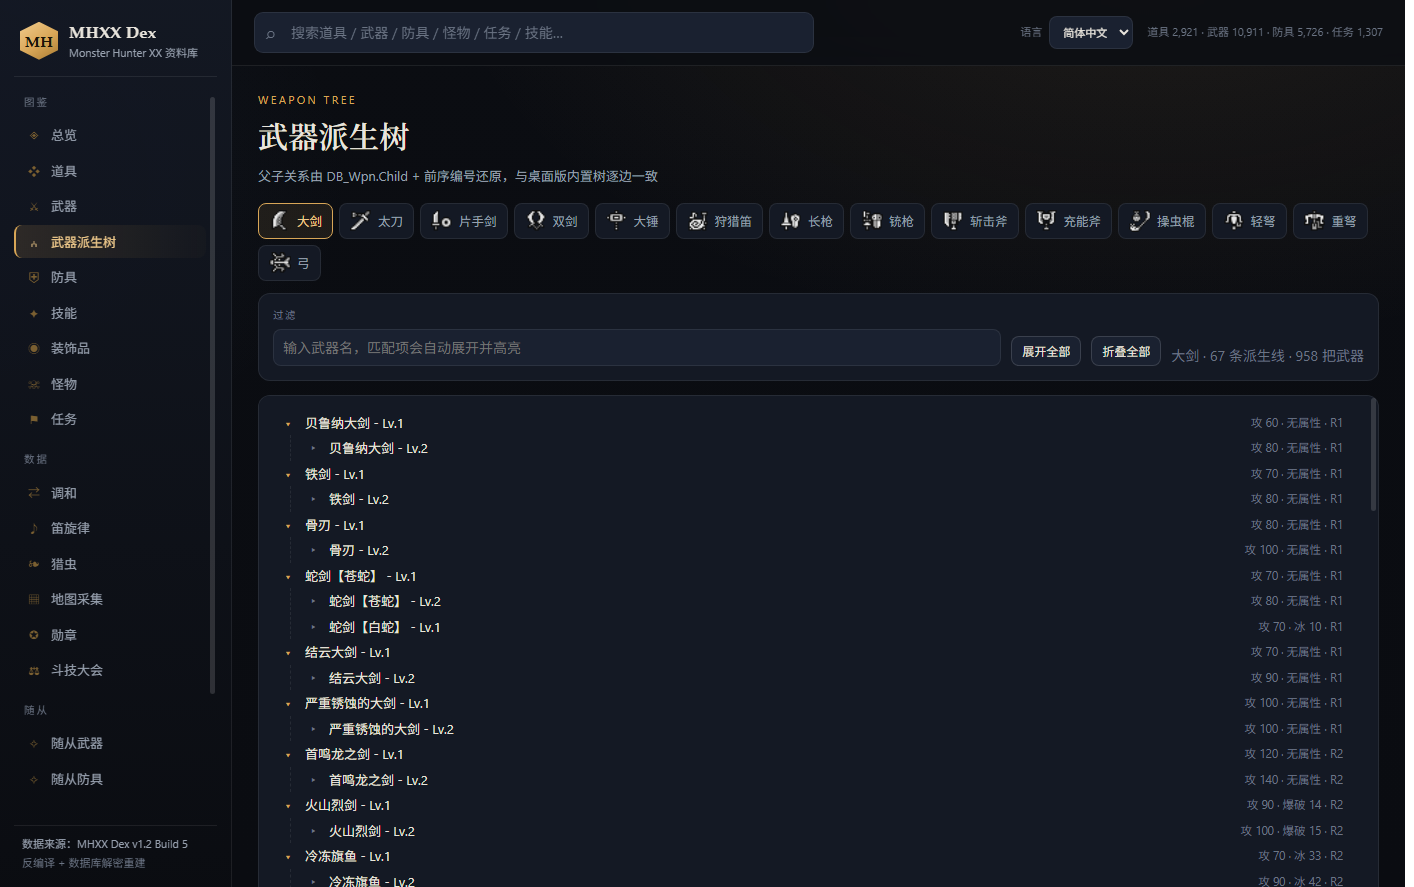 MH
MHXX Dex
Monster Hunter XX 资料库
搜索道具 / 武器 / 防具 / 怪物 / 任务 / 技能...
语言
简体中文
道具 2,921 · 武器 10,911 · 防具 5,726 · 任务 1,307
图鉴
总览
道具
武器
武器派生树
防具
技能
装饰品
怪物
任务
数据
调和
笛旋律
猎虫
地图采集
勋章
斗技大会
随从
随从武器
随从防具
数据来源：MHXX Dex v1.2 Build 5
反编译 + 数据库解密重建
WEAPON TREE
武器派生树
父子关系由 DB_Wpn.Child + 前序编号还原，与桌面版内置树逐边一致
大剑
太刀
片手剑
双剑
大锤
狩猎笛
长枪
铳枪
斩击斧
充能斧
操虫棍
轻弩
重弩
弓
过滤
输入武器名，匹配项会自动展开并高亮
展开全部
折叠全部
大剑 · 67 条派生线 · 958 把武器
贝鲁纳大剑 - Lv.1 攻 60 · 无属性 · R1
贝鲁纳大剑 - Lv.2 攻 80 · 无属性 · R1
铁剑 - Lv.1 攻 70 · 无属性 · R1
铁剑 - Lv.2 攻 80 · 无属性 · R1
骨刃 - Lv.1 攻 80 · 无属性 · R1
骨刃 - Lv.2 攻 100 · 无属性 · R1
蛇剑【苍蛇】 - Lv.1 攻 70 · 无属性 · R1
蛇剑【苍蛇】 - Lv.2 攻 80 · 无属性 · R1
蛇剑【白蛇】 - Lv.1 攻 70 · 冰 10 · R1
结云大剑 - Lv.1 攻 70 · 无属性 · R1
结云大剑 - Lv.2 攻 90 · 无属性 · R1
严重锈蚀的大剑 - Lv.1 攻 100 · 无属性 · R1
严重锈蚀的大剑 - Lv.2 攻 100 · 无属性 · R1
首鸣龙之剑 - Lv.1 攻 120 · 无属性 · R2
首鸣龙之剑 - Lv.2 攻 140 · 无属性 · R2
火山烈剑 - Lv.1 攻 90 · 爆破 14 · R2
火山烈剑 - Lv.2 攻 100 · 爆破 15 · R2
冷冻旗鱼 - Lv.1 攻 70 · 冰 33 · R2
冷冻旗鱼 - Lv.2 攻 90 · 冰 42 · R2